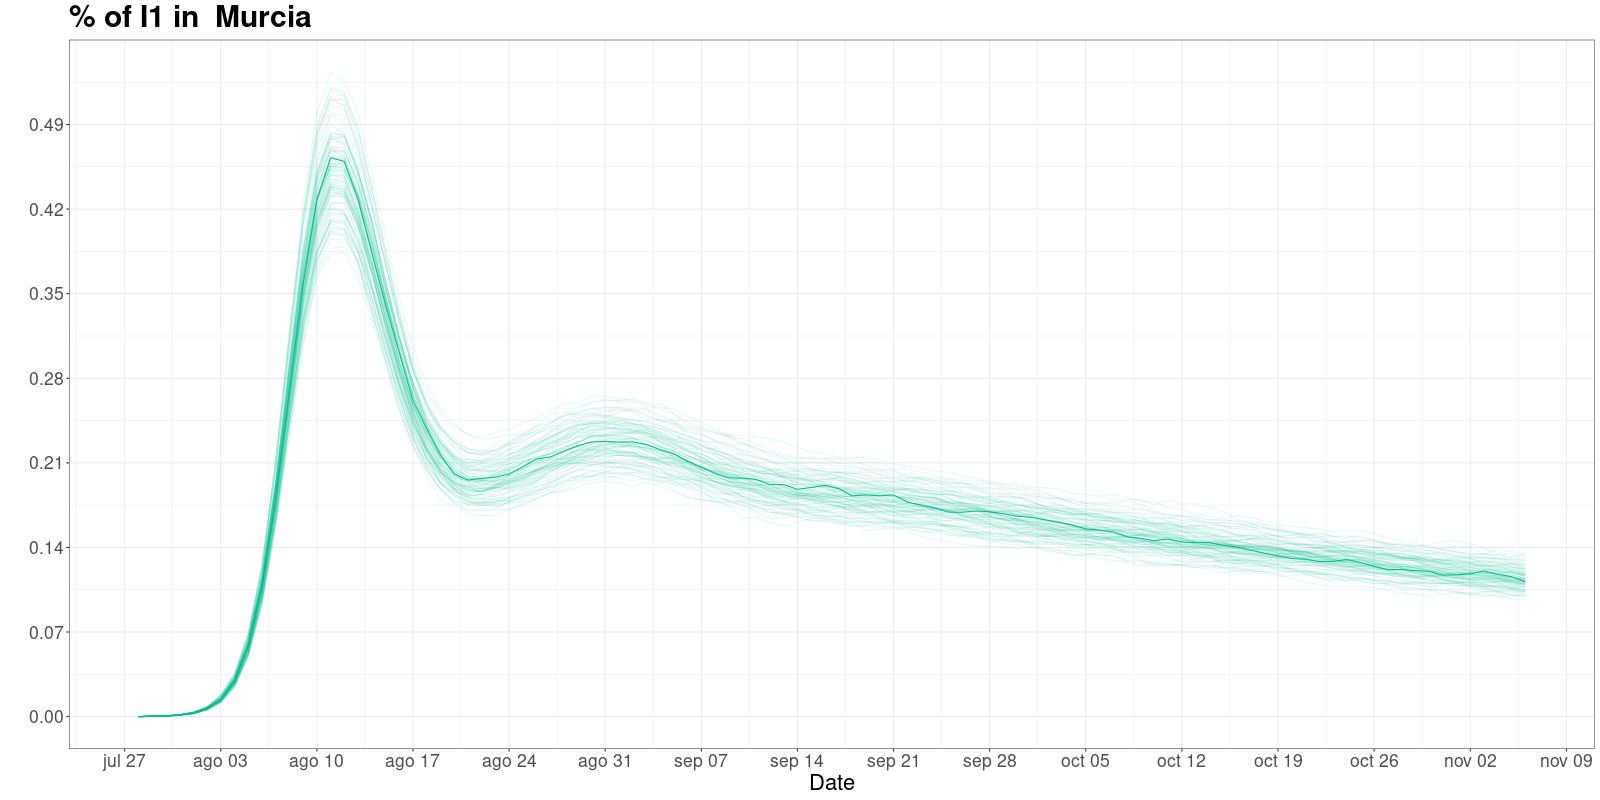 % of I1 in  Murcia
0.49
0.42
0.35
0.28
0.21
0.14
0.07
0.00
jul 27 ago 03 ago 10 ago 17 ago 24 ago 31 sep 07 sep 14 sep 21 sep 28 oct 05 oct 12 oct 19 oct 26 nov 02 nov 09
Date